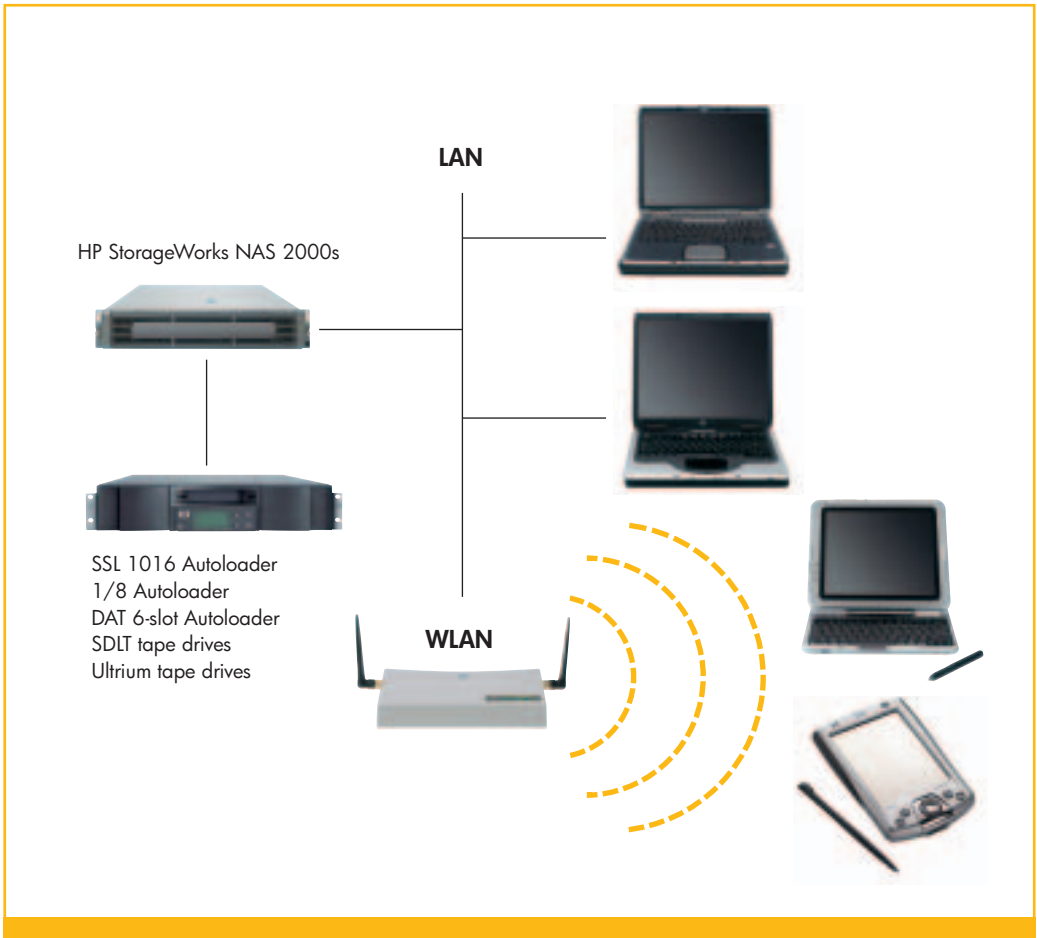 LAN
HP StorageWorks NAS 2000s
SSL 1016 Autoloader
1/8 Autoloader
DAT 6-slot Autoloader
SDLT tape drives
Ultrium tape drives
WLAN